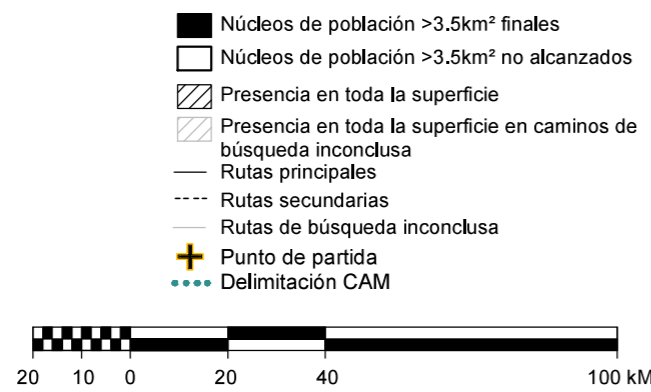 Núcleos de población >3.5km² finales
Núcleos de población >3.5km² no alcanzados
Presencia en toda la superficie
Presencia en toda la superficie en caminos de
búsqueda inconclusa
Rutas principales
Rutas secundarias
Rutas de búsqueda inconclusa
Punto de partida
Delimitación CAM
20 10 0 20 40 100 kM